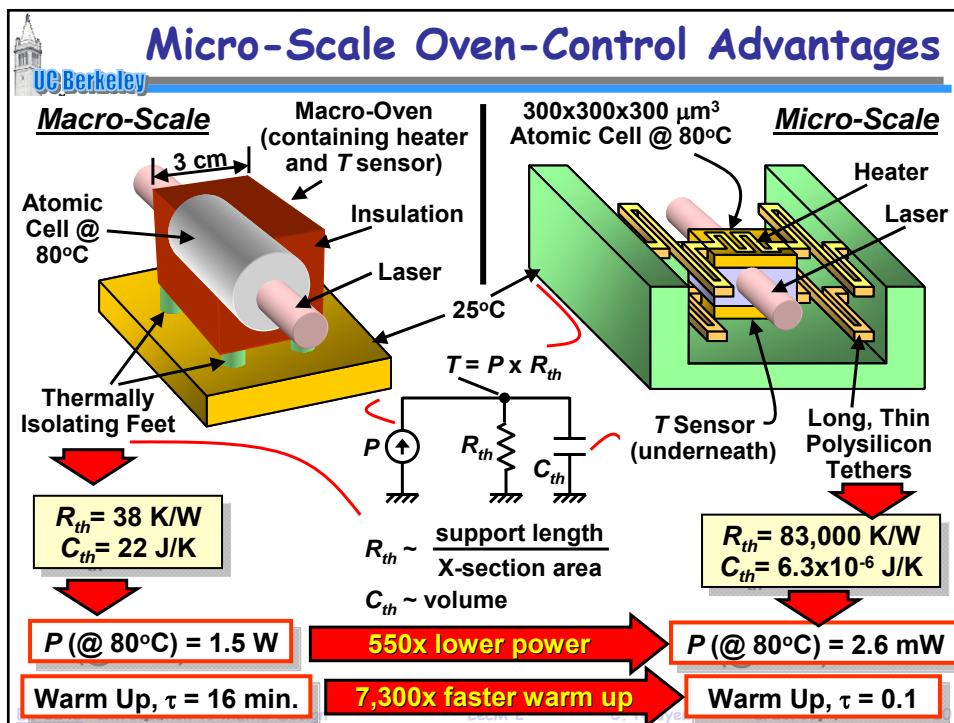 Micro-Scale Oven-Control Advantages
UC Berkeley
Macro-Scale
Macro-Oven
(containing heater
and T sensor)
3 cm
Atomic
Cell @
80°C
Insulation
Laser
25°C
Thermally
Isolating Feet
300x300x300 µm³
Atomic Cell @ 80°C
Micro-Scale
Heater
Laser
T Sensor
(underneath)
Long, Thin
Polysilicon
Tethers
T = P x Rth
P
Rth
Cth
Rth = 38 K/W
Cth = 22 J/K
Rth ~ support length
X-section area
Cth ~ volume
Rth = 83,000 K/W
Cth = 6.3x10⁻⁶ J/K
P (@ 80°C) = 1.5 W
550x lower power
P (@ 80°C) = 2.6 mW
Warm Up, τ = 16 min.
7,300x faster warm up
Warm Up, τ = 0.1